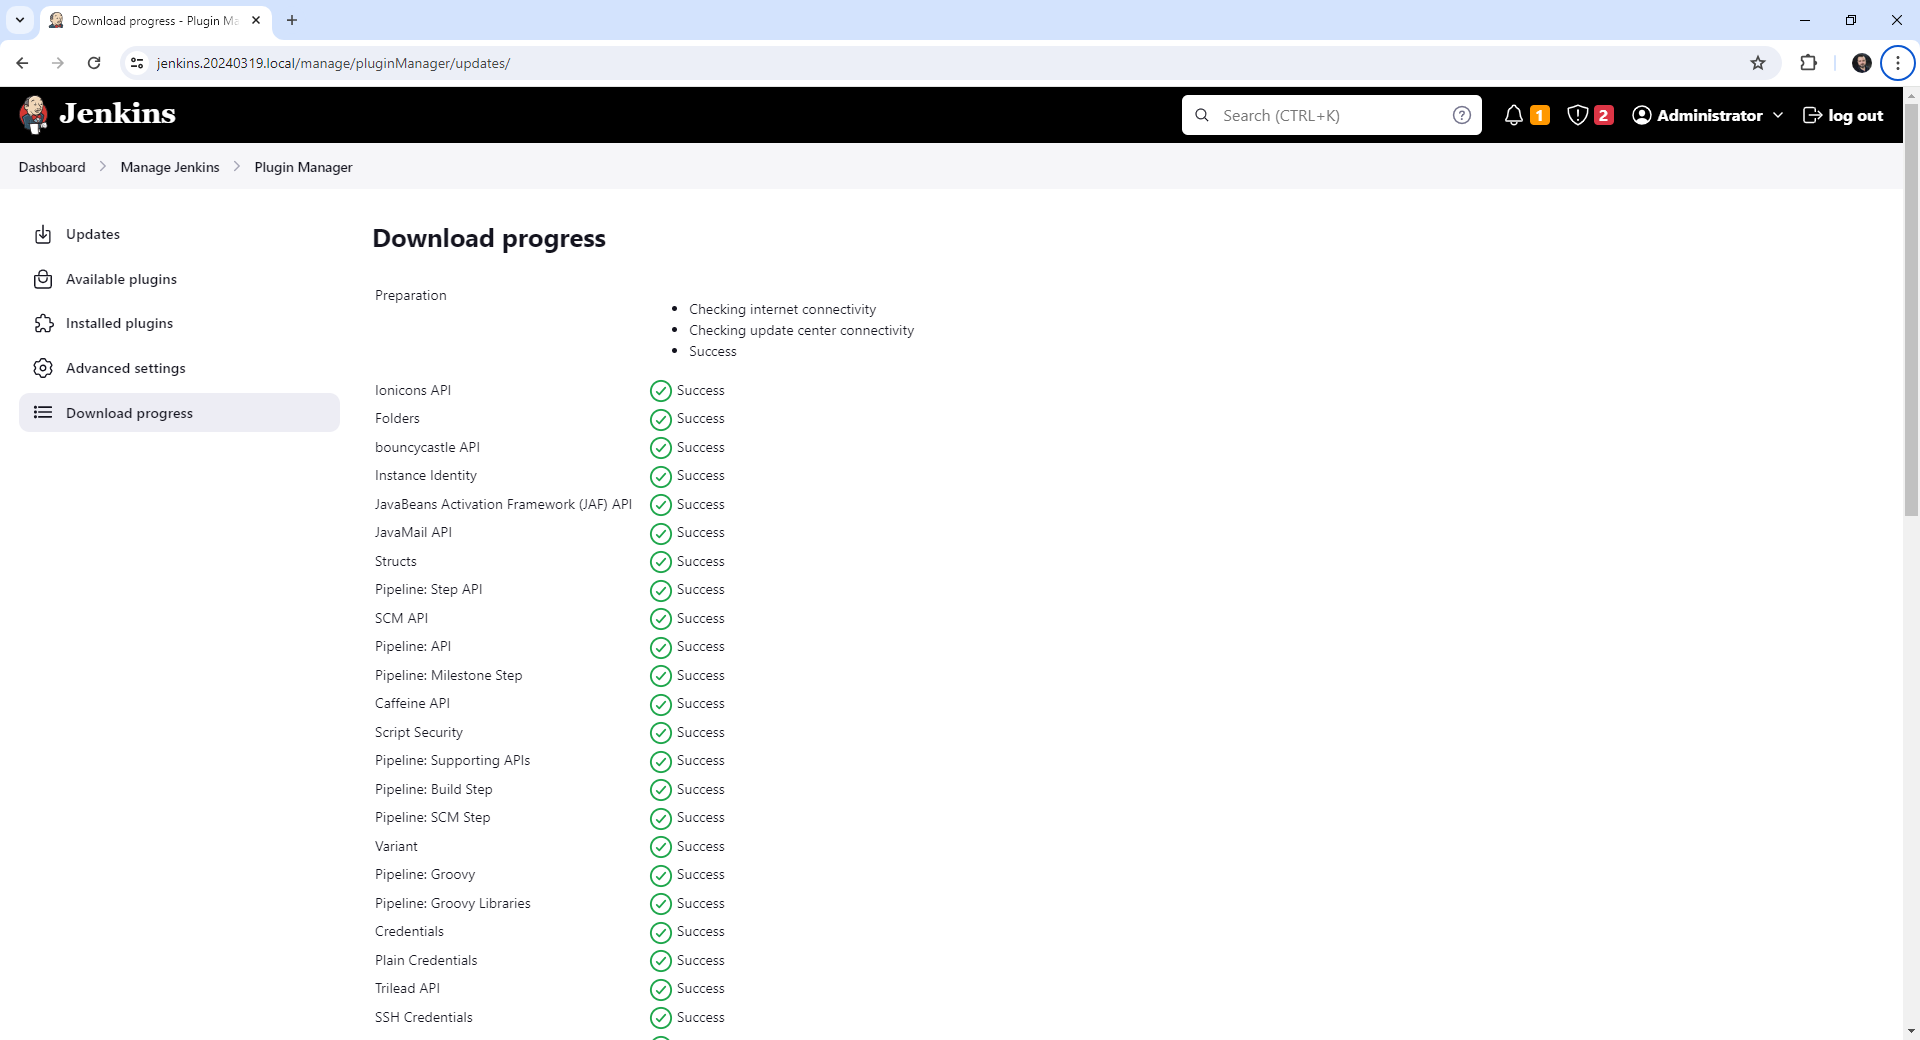 Download progress - Plugin Ma
jenkins.20240319.local/manage/pluginManager/updates/
Jenkins
Search (CTRL+K)
?
1
2
Administrator
log out
Dashboard
Manage Jenkins
Plugin Manager
Updates
Available plugins
Installed plugins
Advanced settings
Download progress
Download progress
Preparation
Checking internet connectivity
Checking update center connectivity
Success
Ionicons API Success
Folders Success
bouncycastle API Success
Instance Identity Success
JavaBeans Activation Framework (JAF) API Success
JavaMail API Success
Structs Success
Pipeline: Step API Success
SCM API Success
Pipeline: API Success
Pipeline: Milestone Step Success
Caffeine API Success
Script Security Success
Pipeline: Supporting APIs Success
Pipeline: Build Step Success
Pipeline: SCM Step Success
Variant Success
Pipeline: Groovy Success
Pipeline: Groovy Libraries Success
Credentials Success
Plain Credentials Success
Trilead API Success
SSH Credentials Success